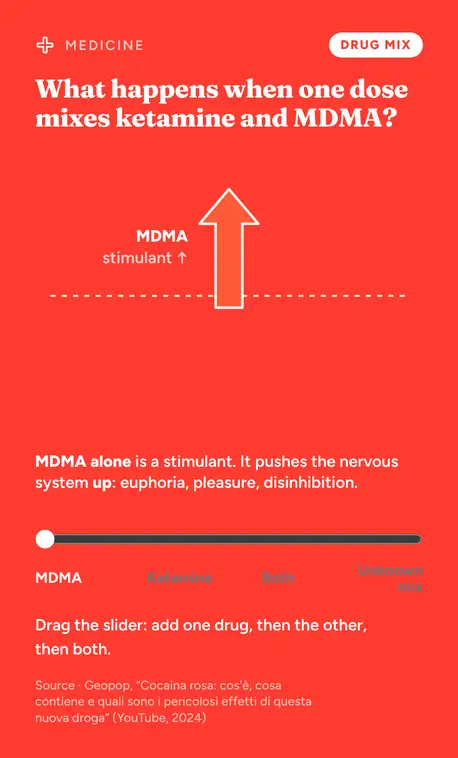 MEDICINE
DRUG MIX
What happens when one dose
mixes ketamine and MDMA?
MDMA
stimulant ↑
MDMA alone is a stimulant. It pushes the nervous
system up: euphoria, pleasure, disinhibition.
MDMA
Ketamine
Both
Unknown
mix
Drag the slider: add one drug, then the other,
then both.
Source · Geopop, “Cocaina rosa: cos'è, cosa
contiene e quali sono i pericolosi effetti di questa
nuova droga” (YouTube, 2024)